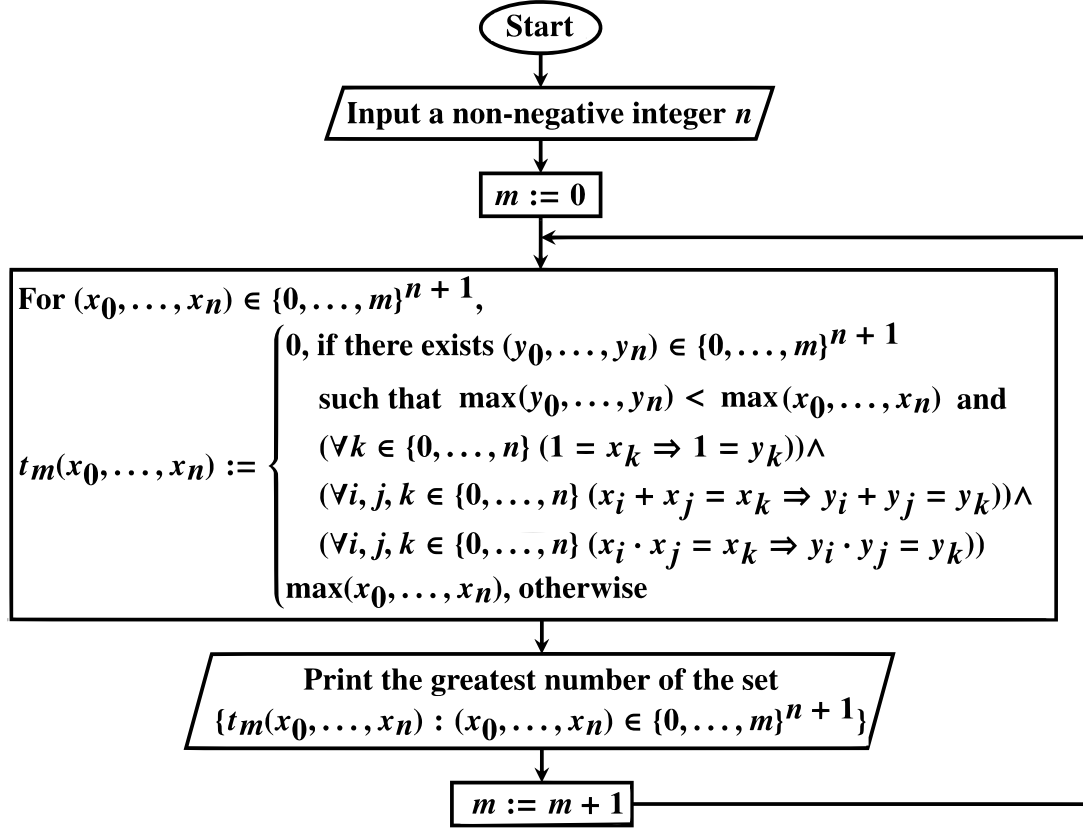 Start
Input a non-negative integer n
m := 0
For (x₀, . . . , xₙ) ∈ {0, . . . , m}ⁿ ⁺ ¹,
0, if there exists (y₀, . . . , yₙ) ∈ {0, . . . , m}ⁿ ⁺ ¹
such that max(y₀, . . . , yₙ) < max(x₀, . . . , xₙ) and
(∀k ∈ {0, . . . , n} (1 = xₖ ⇒ 1 = yₖ))∧
tₘ(x₀, . . . , xₙ) :=
(∀i, j, k ∈ {0, . . . , n} (xᵢ + xⱼ = xₖ ⇒ yᵢ + yⱼ = yₖ))∧
(∀i, j, k ∈ {0, . . . , n} (xᵢ · xⱼ = xₖ ⇒ yᵢ · yⱼ = yₖ))
max(x₀, . . . , xₙ), otherwise
Print the greatest number of the set
{tₘ(x₀, . . . , xₙ) : (x₀, . . . , xₙ) ∈ {0, . . . , m}ⁿ ⁺ ¹}
m := m + 1